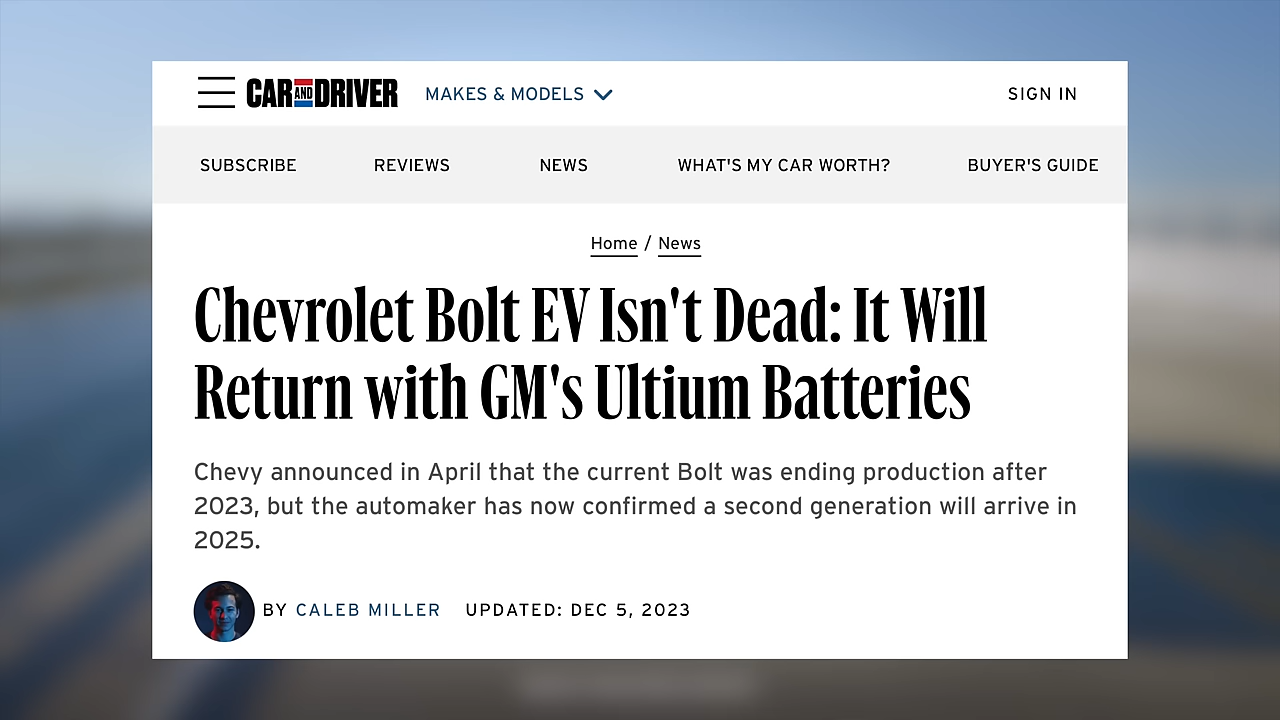 CAR AND DRIVER MAKES & MODELS SIGN IN
SUBSCRIBE REVIEWS NEWS WHAT'S MY CAR WORTH? BUYER'S GUIDE
Home / News
Chevrolet Bolt EV Isn't Dead: It Will
Return with GM's Ultium Batteries
Chevy announced in April that the current Bolt was ending production after
2023, but the automaker has now confirmed a second generation will arrive in
2025.
BY CALEB MILLER UPDATED: DEC 5, 2023